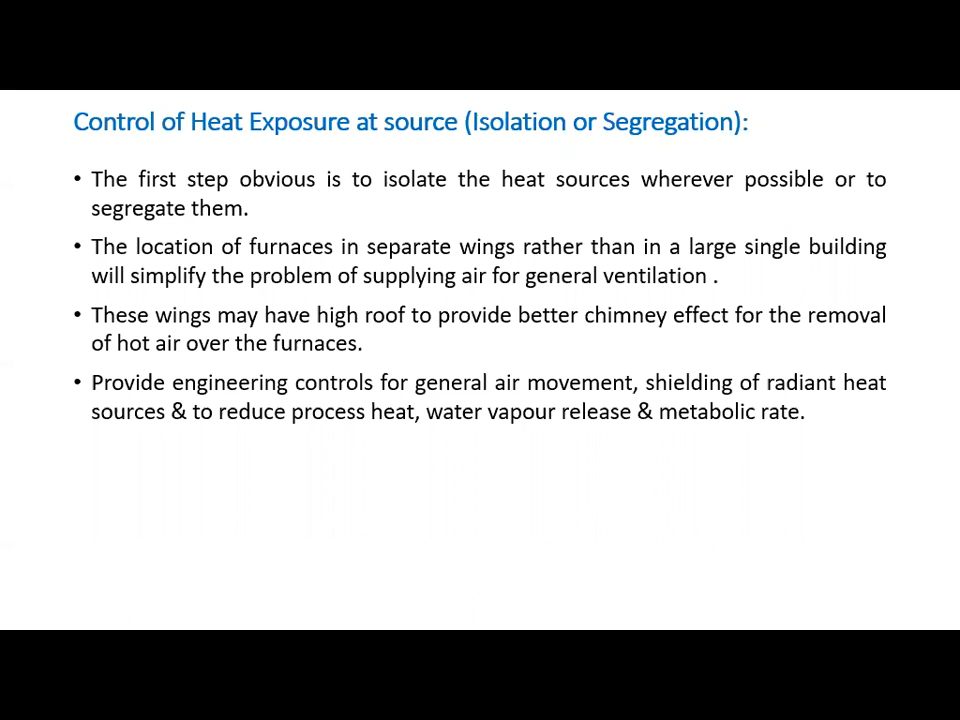 Control of Heat Exposure at source (Isolation or Segregation):
• The first step obvious is to isolate the heat sources wherever possible or to
segregate them.
• The location of furnaces in separate wings rather than in a large single building
will simplify the problem of supplying air for general ventilation .
• These wings may have high roof to provide better chimney effect for the removal
of hot air over the furnaces.
• Provide engineering controls for general air movement, shielding of radiant heat
sources & to reduce process heat, water vapour release & metabolic rate.